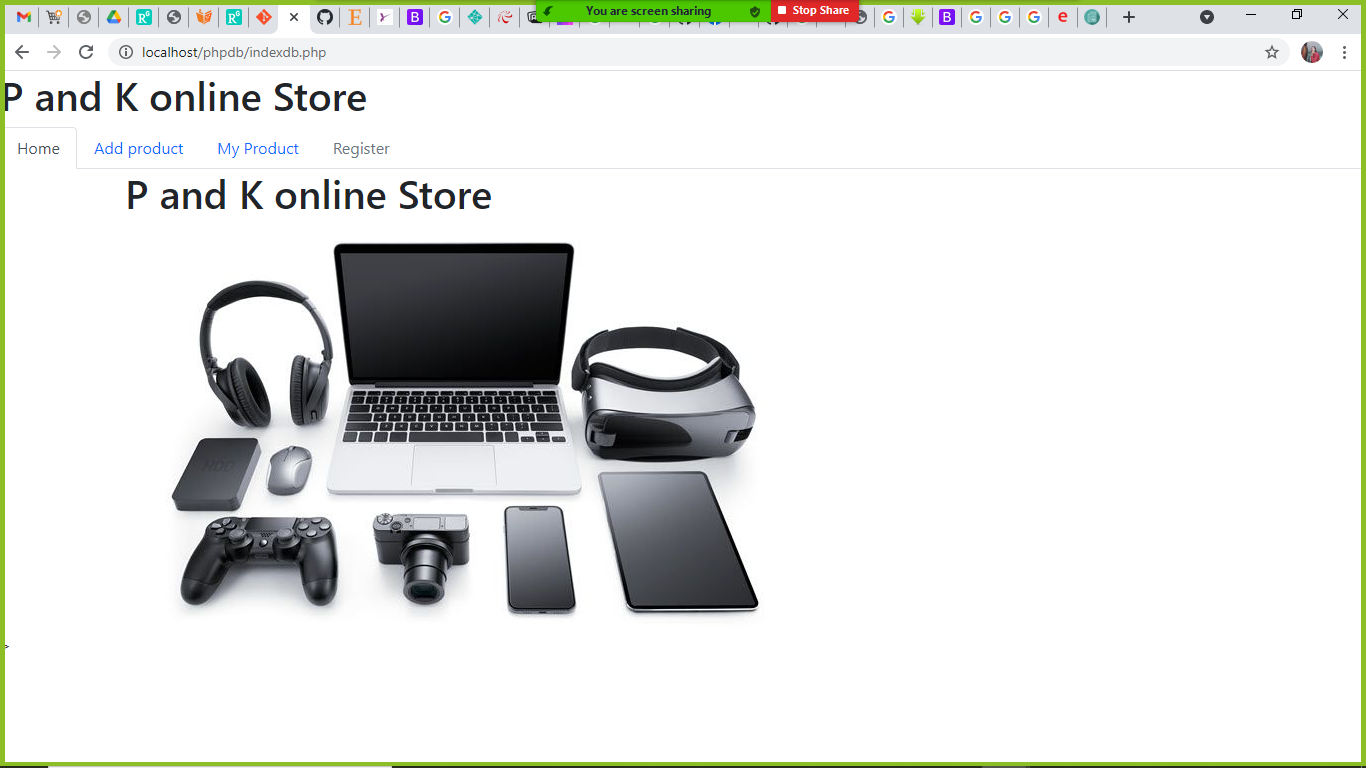 You are screen sharing
Stop Share
localhost/phpdb/indexdb.php
P and K online Store
Home Add product My Product Register
P and K online Store
HDD
>